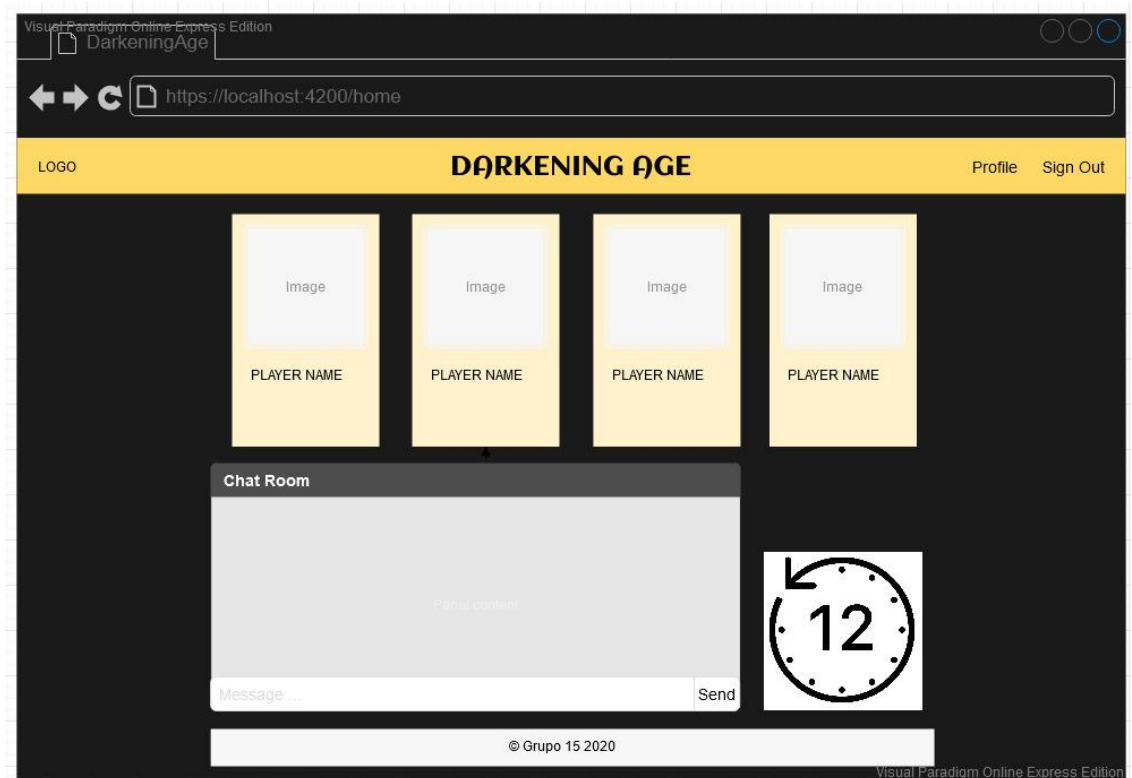 Visual Paradigm Online Express Edition
DarkeningAge
https://localhost:4200/home
LOGO
DARKENING AGE
Profile
Sign Out
Image
Image
Image
Image
PLAYER NAME
PLAYER NAME
PLAYER NAME
PLAYER NAME
Chat Room
Panel content
12
Message ...
Send
© Grupo 15 2020
Visual Paradigm Online Express Edition